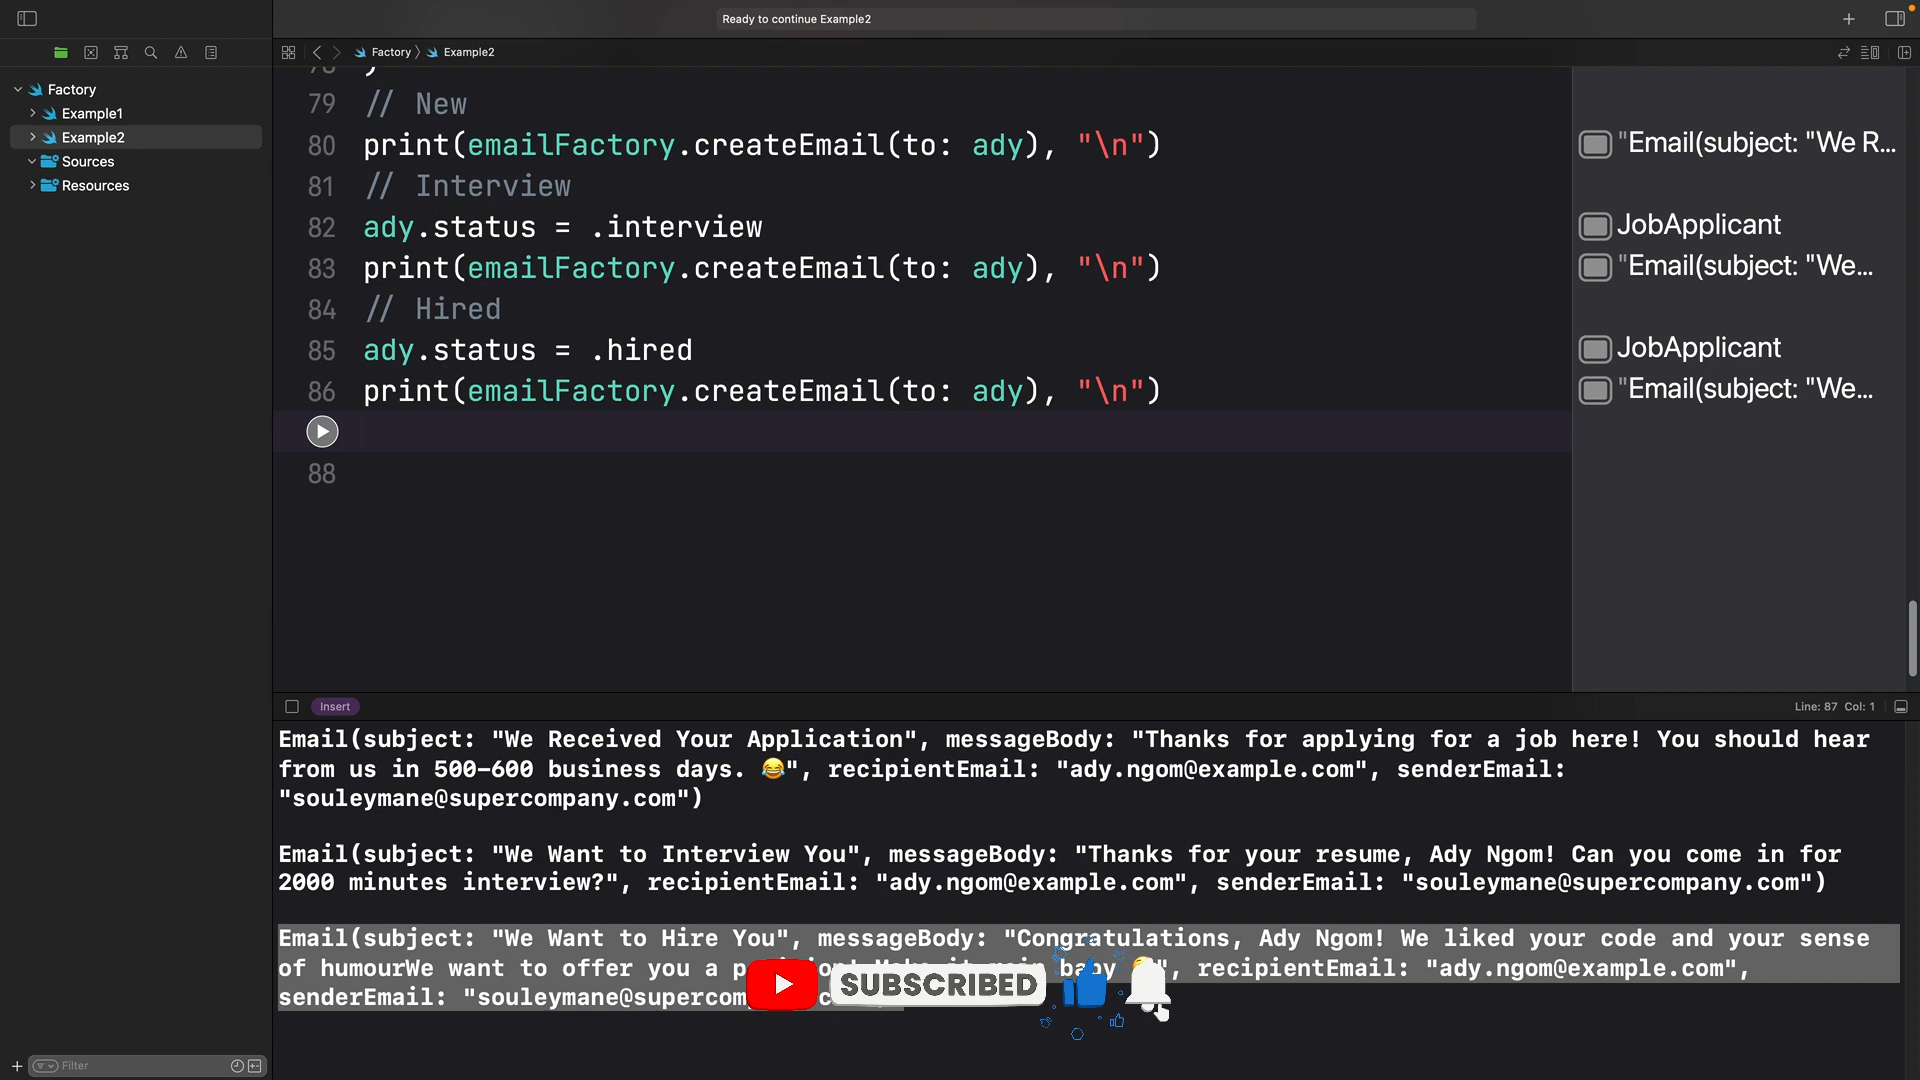 Ready to continue Example2
Factory
Example2
Factory
Example1
Example2
Sources
Resources
79 // New
80 print(emailFactory.createEmail(to: ady), "\n")
81 // Interview
82 ady.status = .interview
83 print(emailFactory.createEmail(to: ady), "\n")
84 // Hired
85 ady.status = .hired
86 print(emailFactory.createEmail(to: ady), "\n")
88
"Email(subject: "We R...
JobApplicant
"Email(subject: "We...
JobApplicant
"Email(subject: "We...
Insert
Line: 87 Col: 1
Email(subject: "We Received Your Application", messageBody: "Thanks for applying for a job here! You should hear
from us in 500-600 business days. 😂", recipientEmail: "ady.ngom@example.com", senderEmail:
"souleymane@supercompany.com")
Email(subject: "We Want to Interview You", messageBody: "Thanks for your resume, Ady Ngom! Can you come in for
2000 minutes interview?", recipientEmail: "ady.ngom@example.com", senderEmail: "souleymane@supercompany.com")
Email(subject: "We Want to Hire You", messageBody: "Congratulations, Ady Ngom! We liked your code and your sense
of humourWe want to offer you a baby recipientEmail: "ady.ngom@example.com",
senderEmail:
SUBSCRIBED
Filter